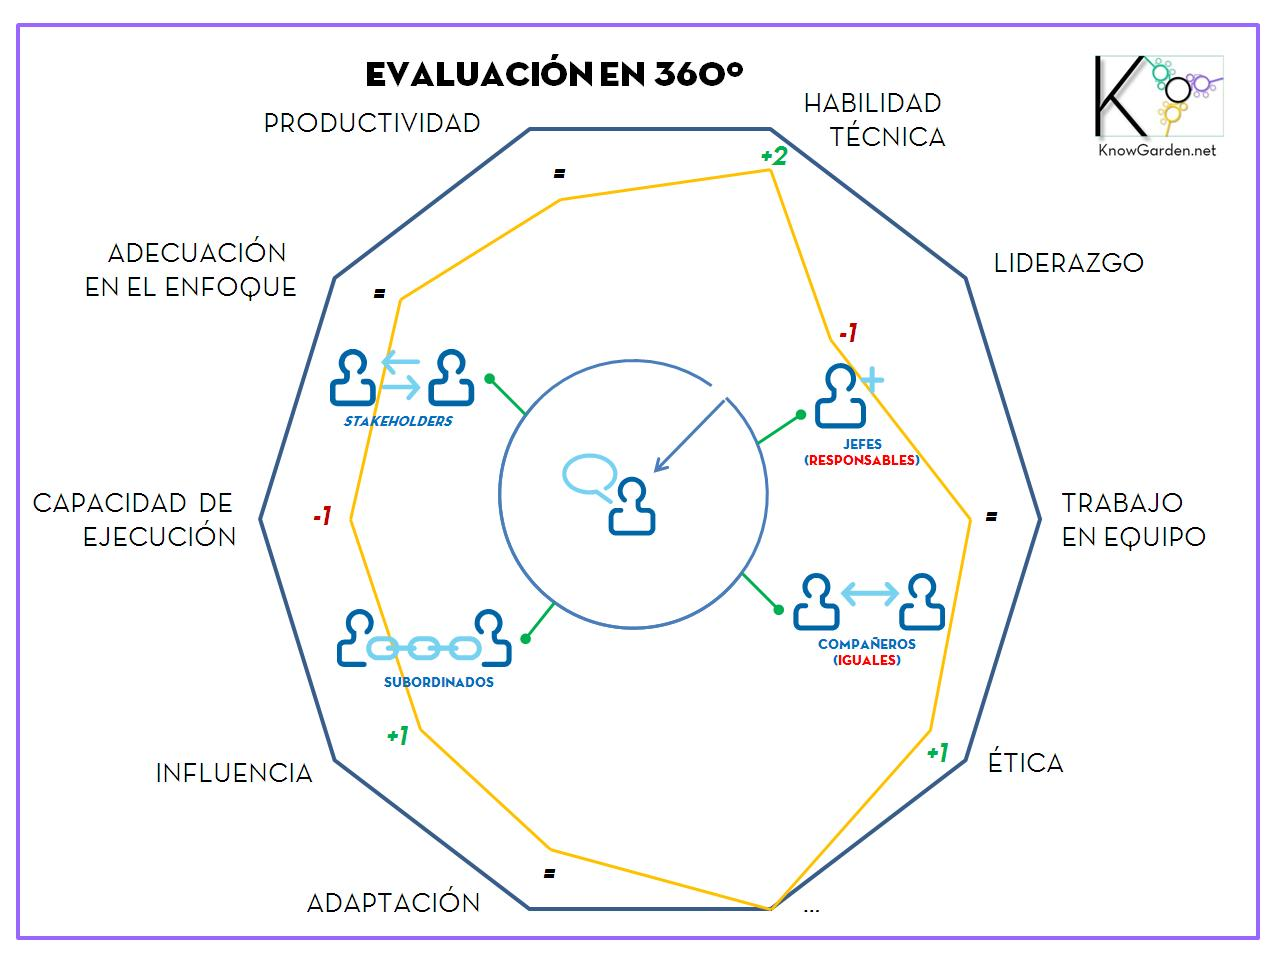 EVALUACIÓN EN 360º
KnowGarden.net
PRODUCTIVIDAD
HABILIDAD
TÉCNICA
=
+2
ADECUACIÓN
EN EL ENFOQUE
=
LIDERAZGO
-1
STAKEHOLDERS
JEFES
(RESPONSABLES)
CAPACIDAD DE
EJECUCIÓN
-1
=
TRABAJO
EN EQUIPO
COMPAÑEROS
(IGUALES)
SUBORDINADOS
+1
+1
INFLUENCIA
ÉTICA
=
ADAPTACIÓN
...